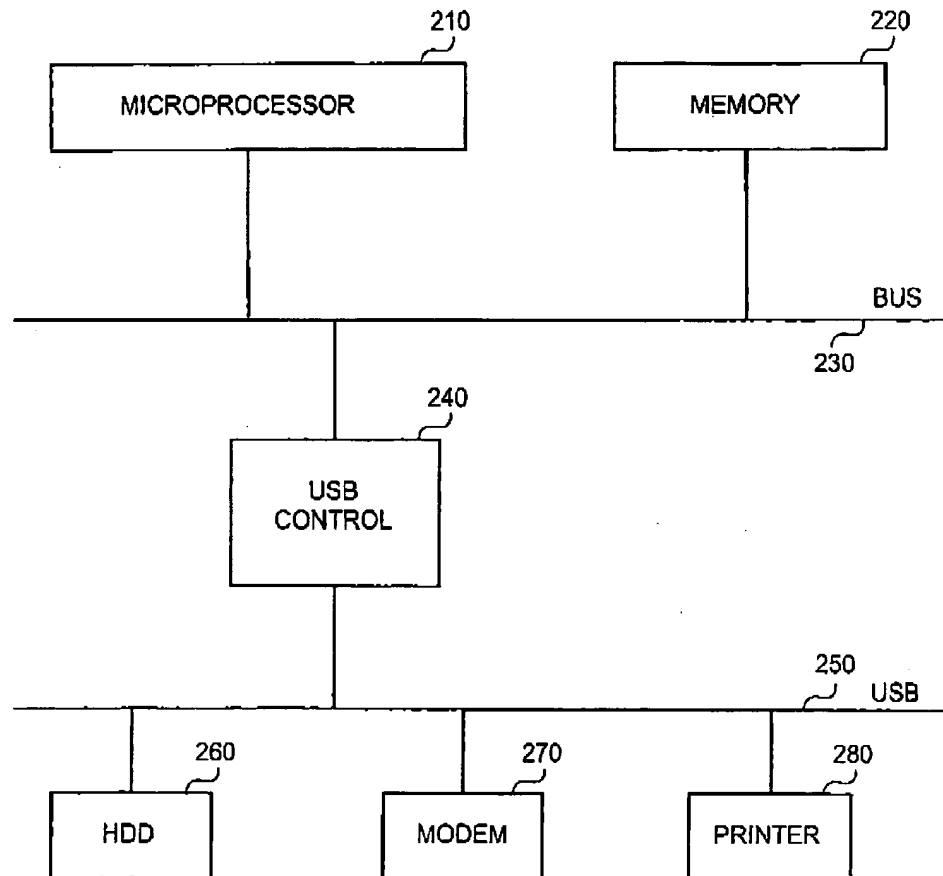 210
220
MICROPROCESSOR
MEMORY
BUS
230
240
USB
CONTROL
250
USB
260
270
280
HDD
MODEM
PRINTER